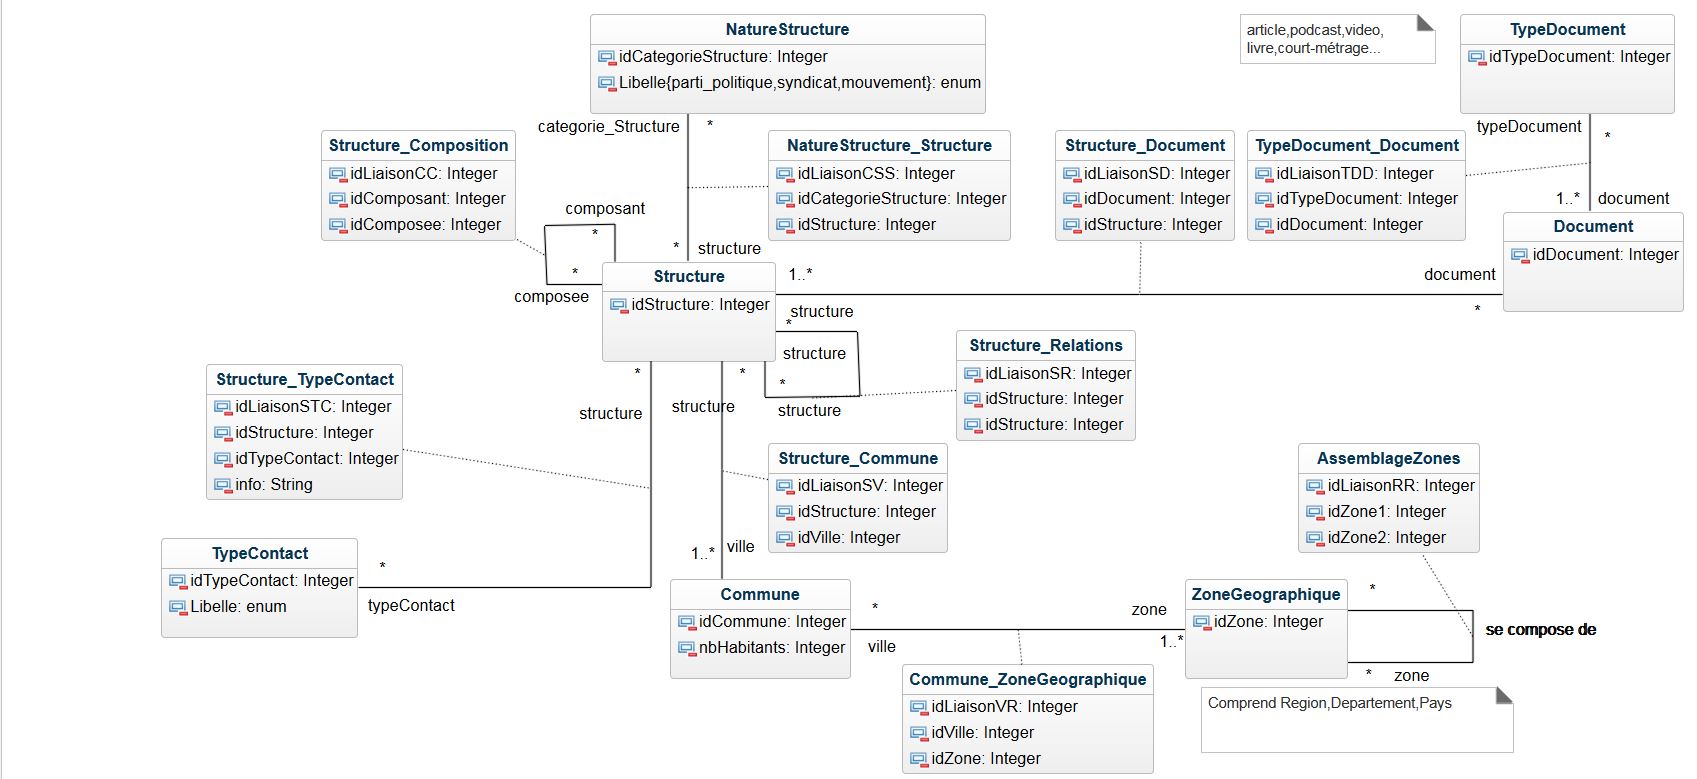 NatureStructure
idCategorieStructure: Integer
Libelle{parti_politique,syndicat,mouvement}: enum
article,podcast,video,
livre,court-métrage...
TypeDocument
idTypeDocument: Integer
categorie_Structure
*
typeDocument
*
Structure_Composition
idLiaisonCC: Integer
idComposant: Integer
idComposee: Integer
NatureStructure_Structure
idLiaisonCSS: Integer
idCategorieStructure: Integer
idStructure: Integer
Structure_Document
idLiaisonSD: Integer
idDocument: Integer
idStructure: Integer
TypeDocument_Document
idLiaisonTDD: Integer
idTypeDocument: Integer
idDocument: Integer
1..*
document
composant
*
*
composee
*
structure
Document
idDocument: Integer
Structure
idStructure: Integer
1..*
structure
document
*
*
structure
*
structure
Structure_Relations
idLiaisonSR: Integer
idStructure: Integer
idStructure: Integer
*
structure
*
structure
Structure_TypeContact
idLiaisonSTC: Integer
idStructure: Integer
idTypeContact: Integer
info: String
Structure_Commune
idLiaisonSV: Integer
idStructure: Integer
idVille: Integer
AssemblageZones
idLiaisonRR: Integer
idZone1: Integer
idZone2: Integer
1..*
ville
TypeContact
idTypeContact: Integer
Libelle: enum
*
typeContact
Commune
idCommune: Integer
nbHabitants: Integer
*
ville
zone
1..*
ZoneGeographique
idZone: Integer
*
se compose de
*
zone
Commune_ZoneGeographique
idLiaisonVR: Integer
idVille: Integer
idZone: Integer
Comprend Region,Departement,Pays